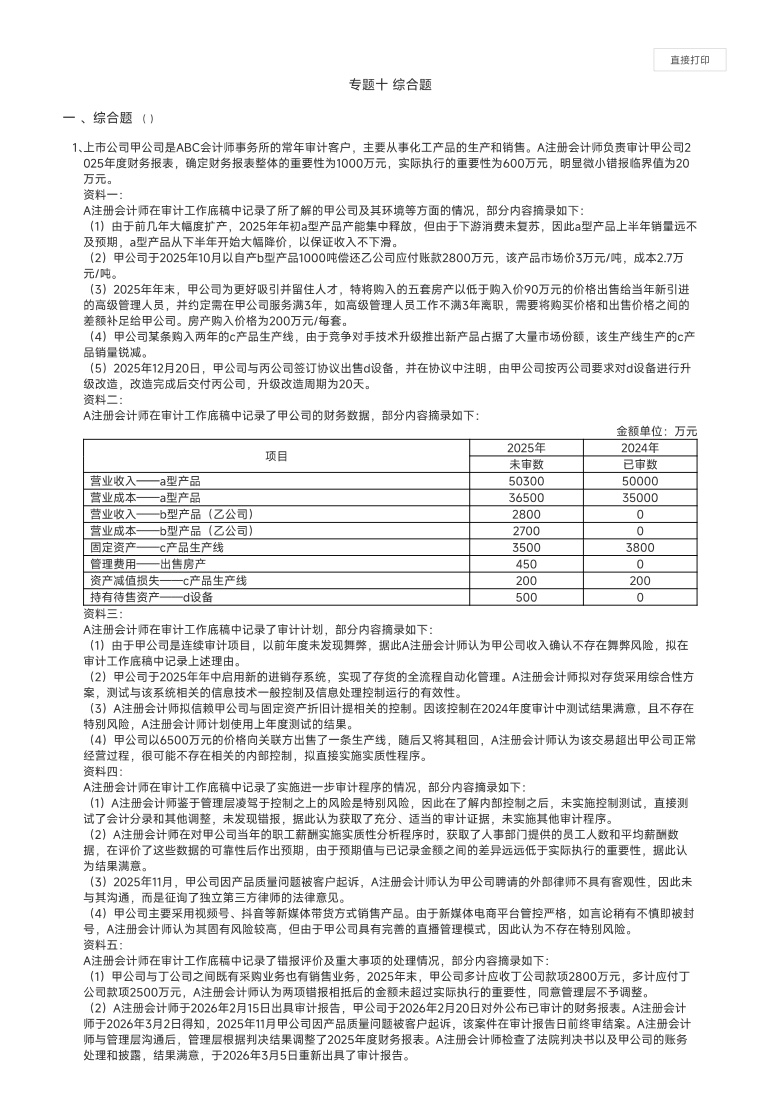 直接打印
专题十 综合题
一 、综合题 （ ）
1、上市公司甲公司是ABC会计师事务所的常年审计客户，主要从事化工产品的生产和销售。A注册会计师负责审计甲公司2
025年度财务报表，确定财务报表整体的重要性为1000万元，实际执行的重要性为600万元，明显微小错报临界值为20
万元。
资料一：
A注册会计师在审计工作底稿中记录了所了解的甲公司及其环境等方面的情况，部分内容摘录如下：
（1）由于前几年大幅度扩产，2025年年初a型产品产能集中释放，但由于下游消费未复苏，因此a型产品上半年销量远不
及预期，a型产品从下半年开始大幅降价，以保证收入不下滑。
（2）甲公司于2025年10月以自产b型产品1000吨偿还乙公司应付账款2800万元，该产品市场价3万元/吨，成本2.7万
元/吨。
（3）2025年年末，甲公司为更好吸引并留住人才，特将购入的五套房产以低于购入价90万元的价格出售给当年新引进
的高级管理人员，并约定需在甲公司服务满3年，如高级管理人员工作不满3年离职，需要将购买价格和出售价格之间的
差额补足给甲公司。房产购入价格为200万元/每套。
（4）甲公司某条购入两年的c产品生产线，由于竞争对手技术升级推出新产品占据了大量市场份额，该生产线生产的c产
品销量锐减。
（5）2025年12月20日，甲公司与丙公司签订协议出售d设备，并在协议中注明，由甲公司按丙公司要求对d设备进行升
级改造，改造完成后交付丙公司，升级改造周期为20天。
资料二：
A注册会计师在审计工作底稿中记录了甲公司的财务数据，部分内容摘录如下：
金额单位：万元
项目 2025年 2024年
未审数 已审数
营业收入——a型产品 50300 50000
营业成本——a型产品 36500 35000
营业收入——b型产品（乙公司） 2800 0
营业成本——b型产品（乙公司） 2700 0
固定资产——c产品生产线 3500 3800
管理费用——出售房产 450 0
资产减值损失——c产品生产线 200 200
持有待售资产——d设备 500 0
资料三：
A注册会计师在审计工作底稿中记录了审计计划，部分内容摘录如下：
（1）由于甲公司是连续审计项目，以前年度未发现舞弊，据此A注册会计师认为甲公司收入确认不存在舞弊风险，拟在
审计工作底稿中记录上述理由。
（2）甲公司于2025年年中启用新的进销存系统，实现了存货的全流程自动化管理。A注册会计师拟对存货采用综合性方
案，测试与该系统相关的信息技术一般控制及信息处理控制运行的有效性。
（3）A注册会计师拟信赖甲公司与固定资产折旧计提相关的控制。因该控制在2024年度审计中测试结果满意，且不存在
特别风险，A注册会计师计划使用上年度测试的结果。
（4）甲公司以6500万元的价格向关联方出售了一条生产线，随后又将其租回，A注册会计师认为该交易超出甲公司正常
经营过程，很可能不存在相关的内部控制，拟直接实施实质性程序。
资料四：
A注册会计师在审计工作底稿中记录了实施进一步审计程序的情况，部分内容摘录如下：
（1）A注册会计师鉴于管理层凌驾于控制之上的风险是特别风险，因此在了解内部控制之后，未实施控制测试，直接测
试了会计分录和其他调整，未发现错报，据此认为获取了充分、适当的审计证据，未实施其他审计程序。
（2）A注册会计师在对甲公司当年的职工薪酬实施实质性分析程序时，获取了人事部门提供的员工人数和平均薪酬数
据，在评价了这些数据的可靠性后作出预期，由于预期值与已记录金额之间的差异远远低于实际执行的重要性，据此认
为结果满意。
（3）2025年11月，甲公司因产品质量问题被客户起诉，A注册会计师认为甲公司聘请的外部律师不具有客观性，因此未
与其沟通，而是征询了独立第三方律师的法律意见。
（4）甲公司主要采用视频号、抖音等新媒体带货方式销售产品。由于新媒体电商平台管控严格，如言论稍有不慎即被封
号，A注册会计师认为其固有风险较高，但由于甲公司具有完善的直播管理模式，因此认为不存在特别风险。
资料五：
A注册会计师在审计工作底稿中记录了错报评价及重大事项的处理情况，部分内容摘录如下：
（1）甲公司与丁公司之间既有采购业务也有销售业务，2025年末，甲公司多计应收丁公司款项2800万元，多计应付丁
公司款项2500万元，A注册会计师认为两项错报相抵后的金额未超过实际执行的重要性，同意管理层不予调整。
（2）A注册会计师于2026年2月15日出具审计报告，甲公司于2026年2月20日对外公布已审计的财务报表。A注册会计
师于2026年3月2日得知，2025年11月甲公司因产品质量问题被客户起诉，该案件在审计报告日前终审结案。A注册会计
师与管理层沟通后，管理层根据判决结果调整了2025年度财务报表。A注册会计师检查了法院判决书以及甲公司的账务
处理和披露，结果满意，于2026年3月5日重新出具了审计报告。